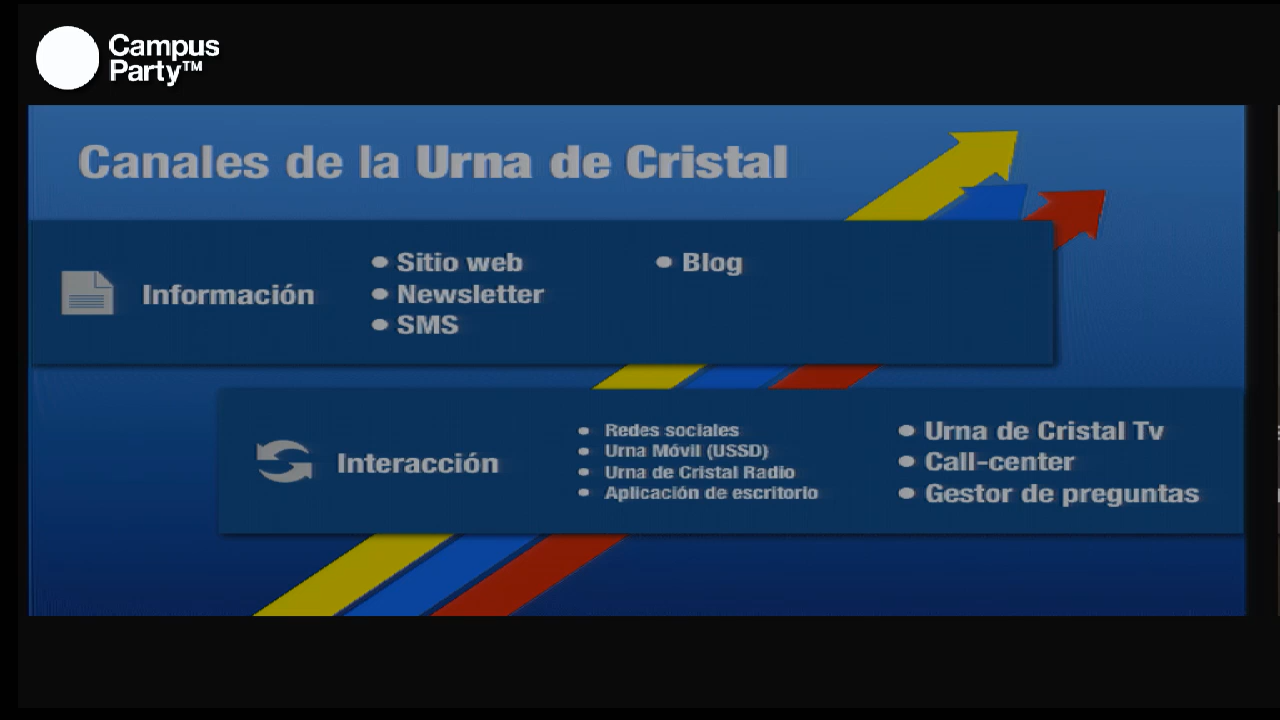 Campus
Party™
Canales de la Urna de Cristal
Información
• Sitio web
• Newsletter
• SMS
• Blog
Interacción
• Redes sociales
• Urna Móvil (USSD)
• Urna de Cristal Radio
• Aplicación de escritorio
• Urna de Cristal Tv
• Call-center
• Gestor de preguntas